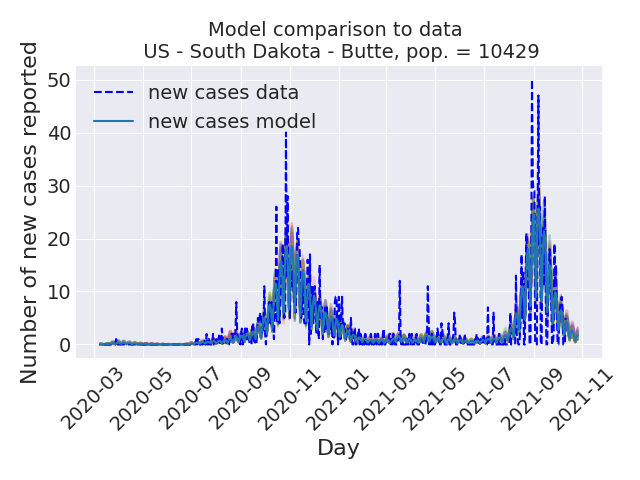 Model comparison to data
US - South Dakota - Butte, pop. = 10429
Number of new cases reported
50
40
30
20
10
0
new cases data
new cases model
2020-03
2020-05
2020-07
2020-09
2020-11
2021-01
2021-03
2021-05
2021-07
2021-09
2021-11
Day